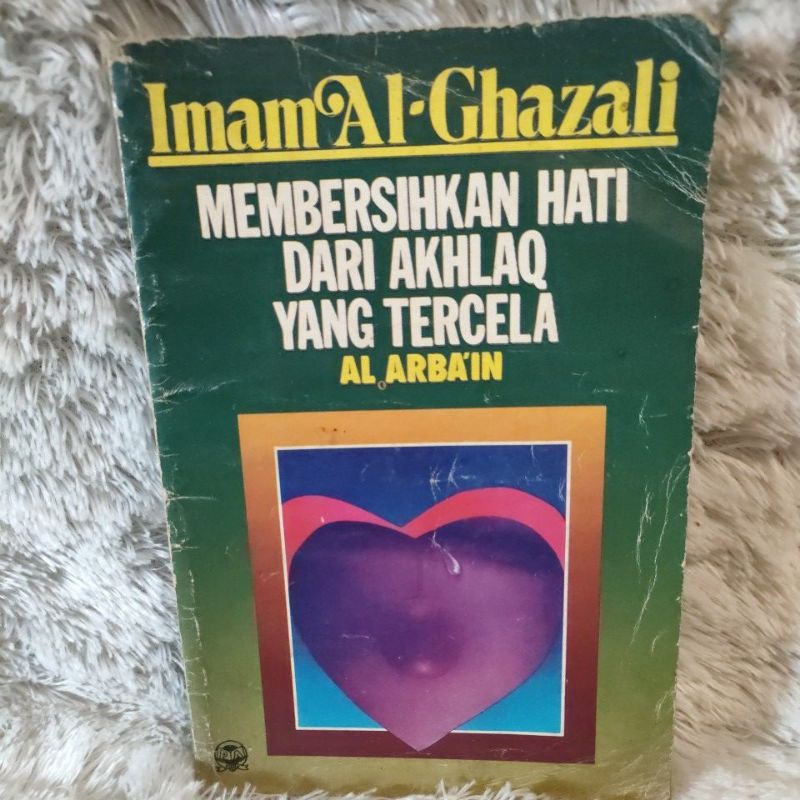 Imam Al-Ghazali
MEMBERSIHKAN HATI
DARI AKHLAQ
YANG TERCELA
AL ARBA'IN